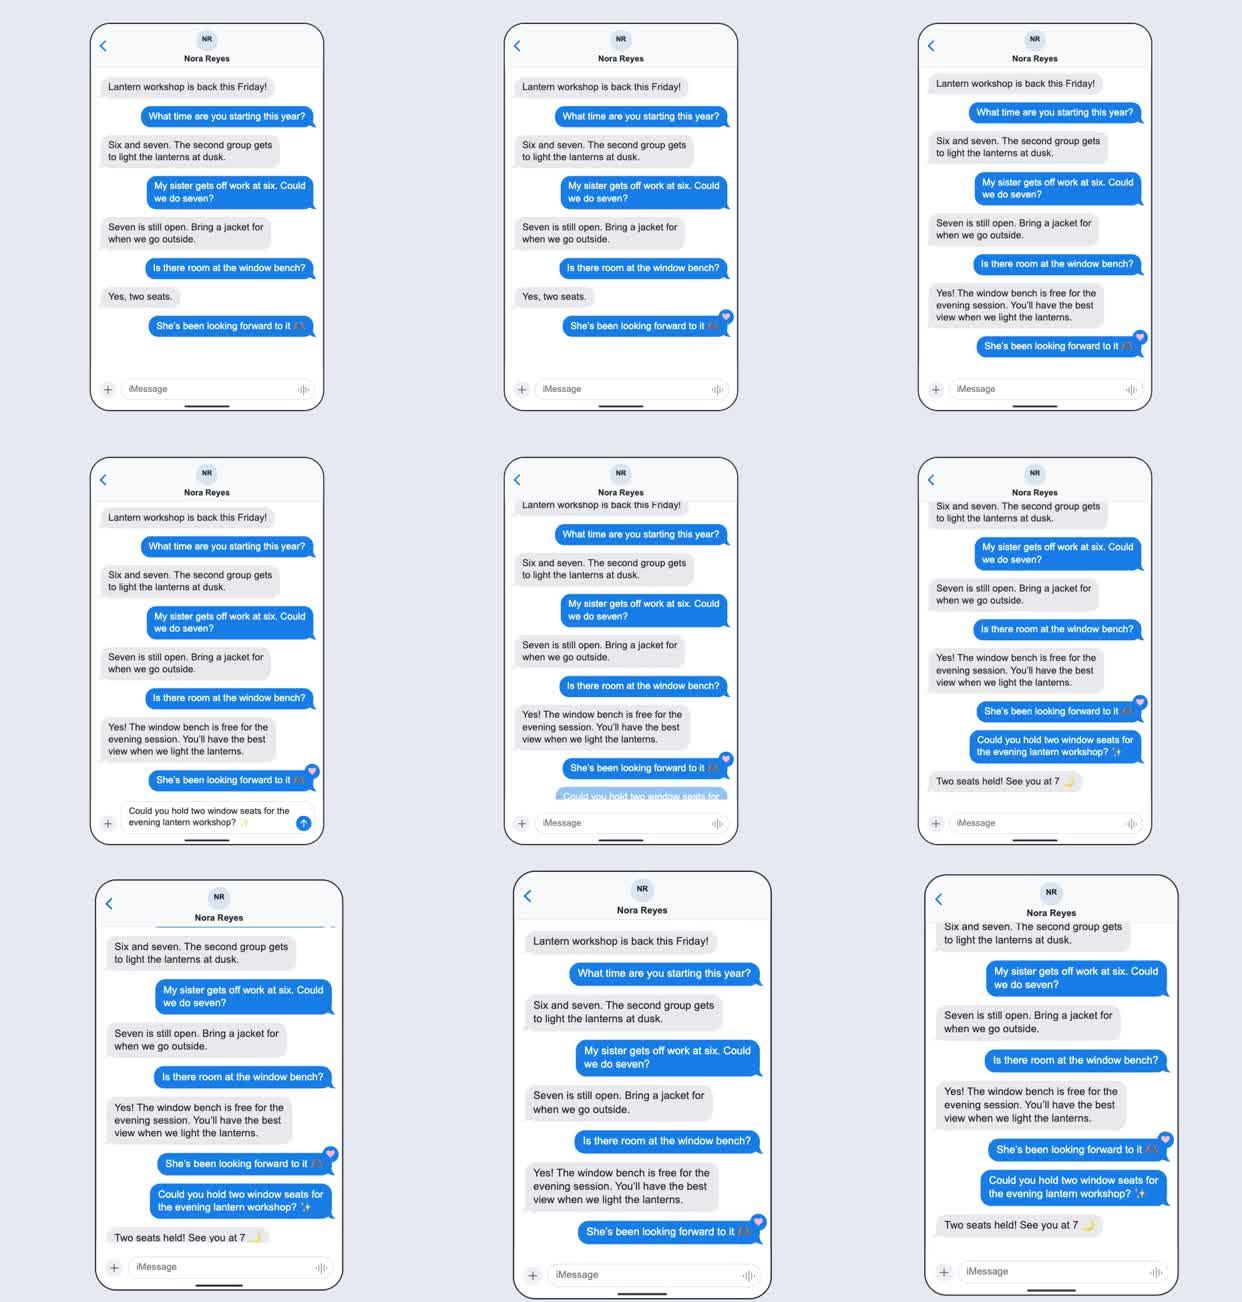 NR
Nora Reyes
Lantern workshop is back this Friday!
What time are you starting this year?
Six and seven. The second group gets
to light the lanterns at dusk.
My sister gets off work at six. Could
we do seven?
Seven is still open. Bring a jacket for
when we go outside.
Is there room at the window bench?
Yes, two seats.
She's been looking forward to it
iMessage
NR
Nora Reyes
Lantern workshop is back this Friday!
What time are you starting this year?
Six and seven. The second group gets
to light the lanterns at dusk.
My sister gets off work at six. Could
we do seven?
Seven is still open. Bring a jacket for
when we go outside.
Is there room at the window bench?
Yes, two seats.
She's been looking forward to it
iMessage
NR
Nora Reyes
Lantern workshop is back this Friday!
What time are you starting this year?
Six and seven. The second group gets
to light the lanterns at dusk.
My sister gets off work at six. Could
we do seven?
Seven is still open. Bring a jacket for
when we go outside.
Is there room at the window bench?
Yes! The window bench is free for the
evening session. You'll have the best
view when we light the lanterns.
She's been looking forward to it
iMessage
NR
Nora Reyes
Lantern workshop is back this Friday!
What time are you starting this year?
Six and seven. The second group gets
to light the lanterns at dusk.
My sister gets off work at six. Could
we do seven?
Seven is still open. Bring a jacket for
when we go outside.
Is there room at the window bench?
Yes! The window bench is free for the
evening session. You'll have the best
view when we light the lanterns.
She's been looking forward to it
Could you hold two window seats for the
evening lantern workshop? ✨
NR
Nora Reyes
Lantern workshop is back this Friday!
What time are you starting this year?
Six and seven. The second group gets
to light the lanterns at dusk.
My sister gets off work at six. Could
we do seven?
Seven is still open. Bring a jacket for
when we go outside.
Is there room at the window bench?
Yes! The window bench is free for the
evening session. You'll have the best
view when we light the lanterns.
She's been looking forward to it
Could you hold two window seats for
iMessage
NR
Nora Reyes
Six and seven. The second group gets
to light the lanterns at dusk.
My sister gets off work at six. Could
we do seven?
Seven is still open. Bring a jacket for
when we go outside.
Is there room at the window bench?
Yes! The window bench is free for the
evening session. You'll have the best
view when we light the lanterns.
She's been looking forward to it
Could you hold two window seats for
the evening lantern workshop? ✨
Two seats held! See you at 7 🌙
iMessage
NR
Nora Reyes
Six and seven. The second group gets
to light the lanterns at dusk.
My sister gets off work at six. Could
we do seven?
Seven is still open. Bring a jacket for
when we go outside.
Is there room at the window bench?
Yes! The window bench is free for the
evening session. You'll have the best
view when we light the lanterns.
She's been looking forward to it
Could you hold two window seats for
the evening lantern workshop? ✨
Two seats held! See you at 7 🌙
iMessage
NR
Nora Reyes
Lantern workshop is back this Friday!
What time are you starting this year?
Six and seven. The second group gets
to light the lanterns at dusk.
My sister gets off work at six. Could
we do seven?
Seven is still open. Bring a jacket for
when we go outside.
Is there room at the window bench?
Yes! The window bench is free for the
evening session. You'll have the best
view when we light the lanterns.
She's been looking forward to it
iMessage
NR
Nora Reyes
Six and seven. The second group gets
to light the lanterns at dusk.
My sister gets off work at six. Could
we do seven?
Seven is still open. Bring a jacket for
when we go outside.
Is there room at the window bench?
Yes! The window bench is free for the
evening session. You'll have the best
view when we light the lanterns.
She's been looking forward to it
Could you hold two window seats for
the evening lantern workshop? ✨
Two seats held! See you at 7 🌙
iMessage